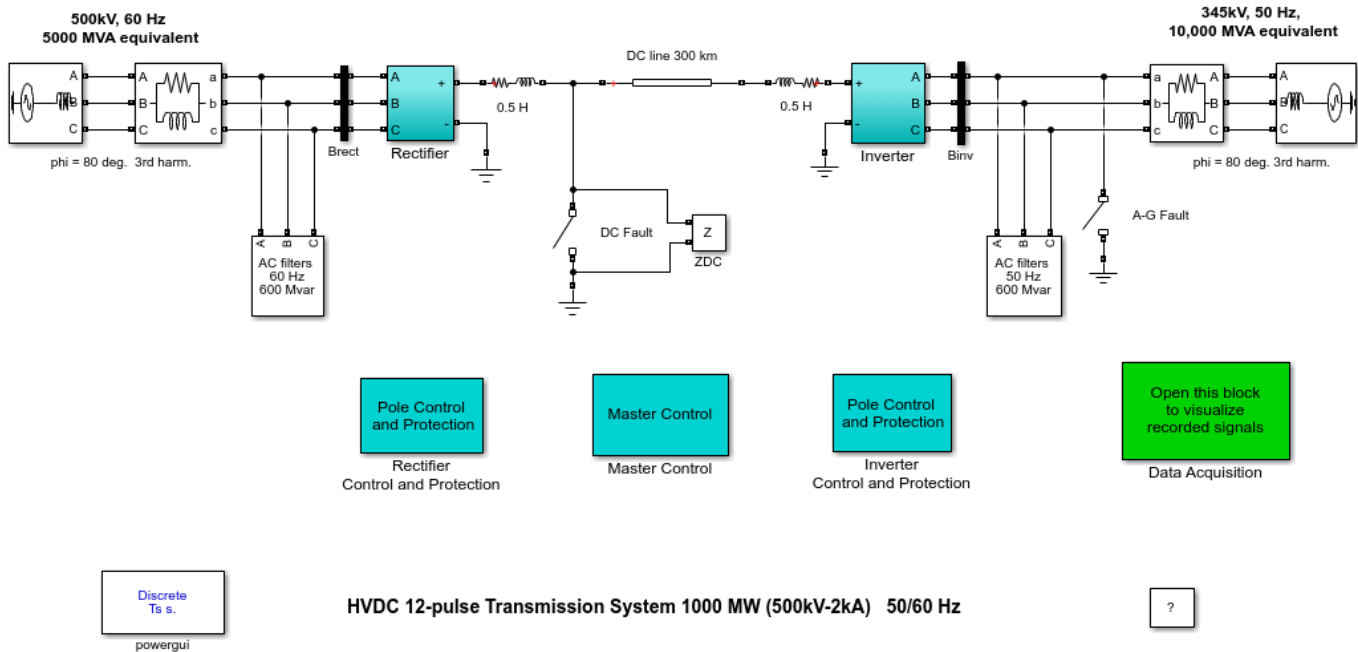 500kV, 60 Hz
5000 MVA equivalent
345kV, 50 Hz,
10,000 MVA equivalent
DC line 300 km
A
B
C
A
B
C
a
b
c
A
B
C
+
-
0.5 H
0.5 H
+
-
A
B
C
a
b
c
A
B
C
A
B
C
Brect
Rectifier
Inverter
Binv
phi = 80 deg. 3rd harm.
phi = 80 deg. 3rd harm.
A
B
C
AC filters
60 Hz
600 Mvar
DC Fault
Z
ZDC
A
B
C
AC filters
50 Hz
600 Mvar
A-G Fault
Pole Control
and Protection
Rectifier
Control and Protection
Master Control
Master Control
Pole Control
and Protection
Inverter
Control and Protection
Open this block
to visualize
recorded signals
Data Acquisition
Discrete
Ts s.
powergui
HVDC 12-pulse Transmission System 1000 MW (500kV-2kA) 50/60 Hz
?